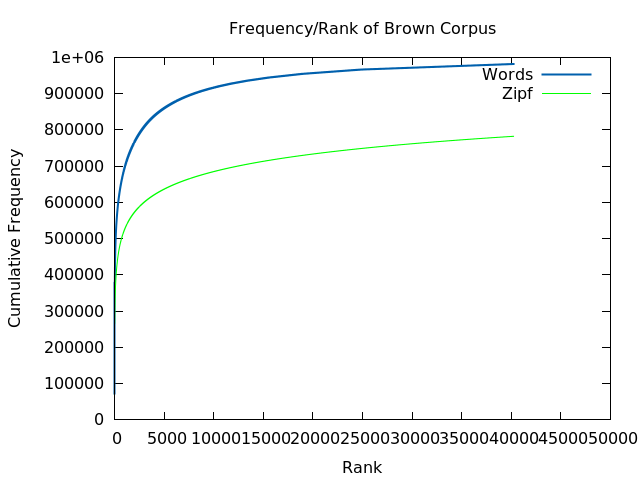 Frequency/Rank of Brown Corpus
1e+06
900000
800000
700000
600000
500000
400000
300000
200000
100000
0
Cumulative Frequency
Words
Zipf
0 5000 10000 15000 20000 25000 30000 35000 40000 45000 50000
Rank